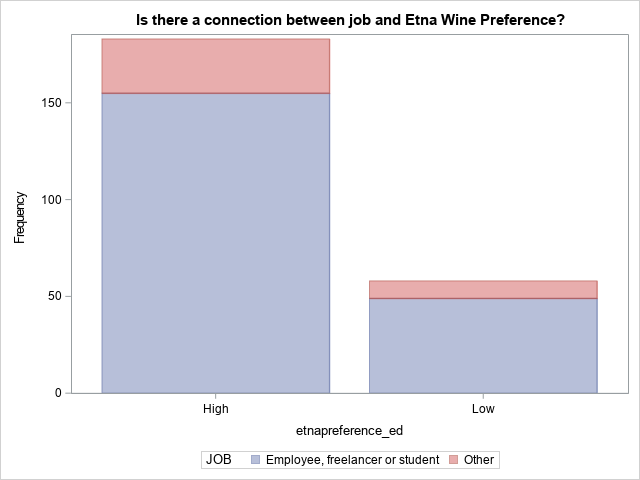 Is there a connection between job and Etna Wine Preference?
Frequency
150
100
50
0
High Low
etnapreference_ed
JOB Employee, freelancer or student Other